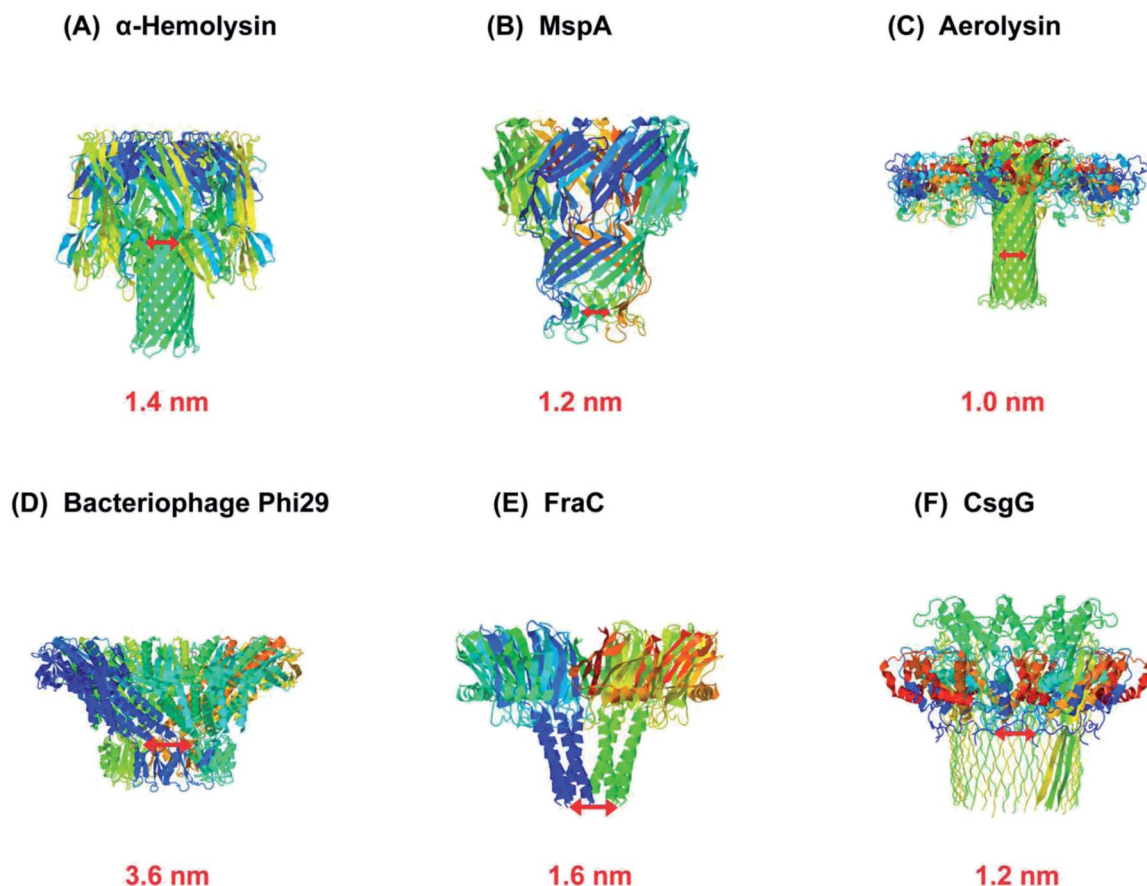 (A) α-Hemolysin
(B) MspA
(C) Aerolysin
1.4 nm
1.2 nm
1.0 nm
(D) Bacteriophage Phi29
(E) FraC
(F) CsgG
3.6 nm
1.6 nm
1.2 nm